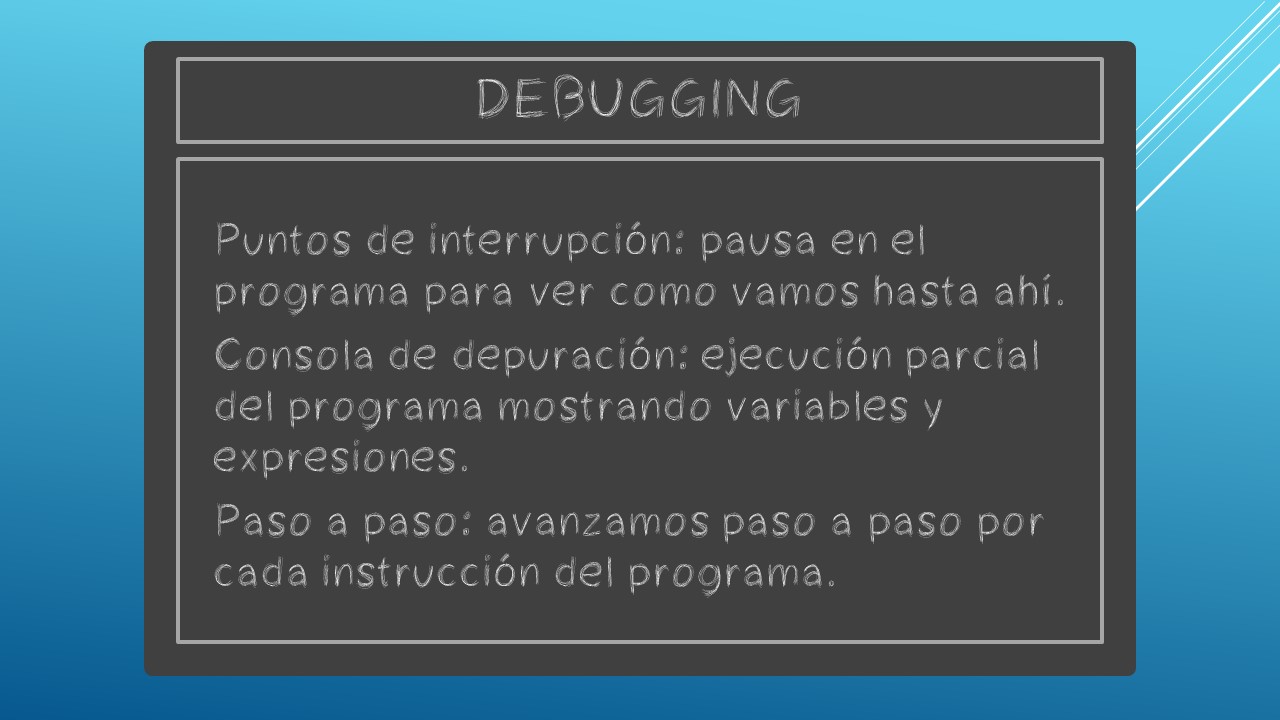 DEBUGGING
Puntos de interrupción: pausa en el
programa para ver como vamos hasta ahí.
Consola de depuración: ejecución parcial
del programa mostrando variables y
expresiones.
Paso a paso: avanzamos paso a paso por
cada instrucción del programa.